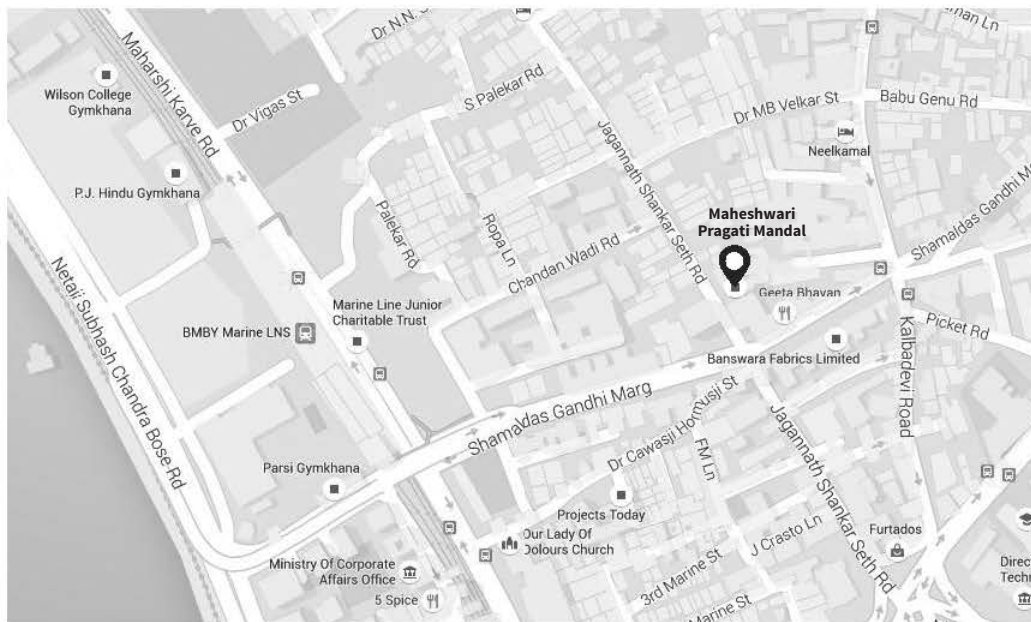 Dr N.N.
Maharshi Karve Rd
Wilson College
Gymkhana
Dr Vigas St
S Palekar Rd
Jagannath Shankar Seth Rd
Dr MB Velkar St
Babu Genu Rd
Neelkamal
P.J. Hindu Gymkhana
Palekar Rd
Ropa Ln
Maheshwari
Pragati Mandal
Shamaldas Gandhi
Chandan Wadi Rd
Netaji Subhash Chandra Bose Rd
Geeta Bhavan
Marine Line Junior
Charitable Trust
BMBY Marine LNS
Picket Rd
Kalbadevi Road
Banswara Fabrics Limited
Shamaldas Gandhi Marg
Dr Cawasji Hormusji St
Jagannath Shankar Seth Rd
FM Ln
Parsi Gymkhana
Projects Today
J Crasto Ln
Furtados
Our Lady Of
Dolours Church
Ministry Of Corporate
Affairs Office
5 Spice
3rd Marine St
Marine St
Direc
Techn